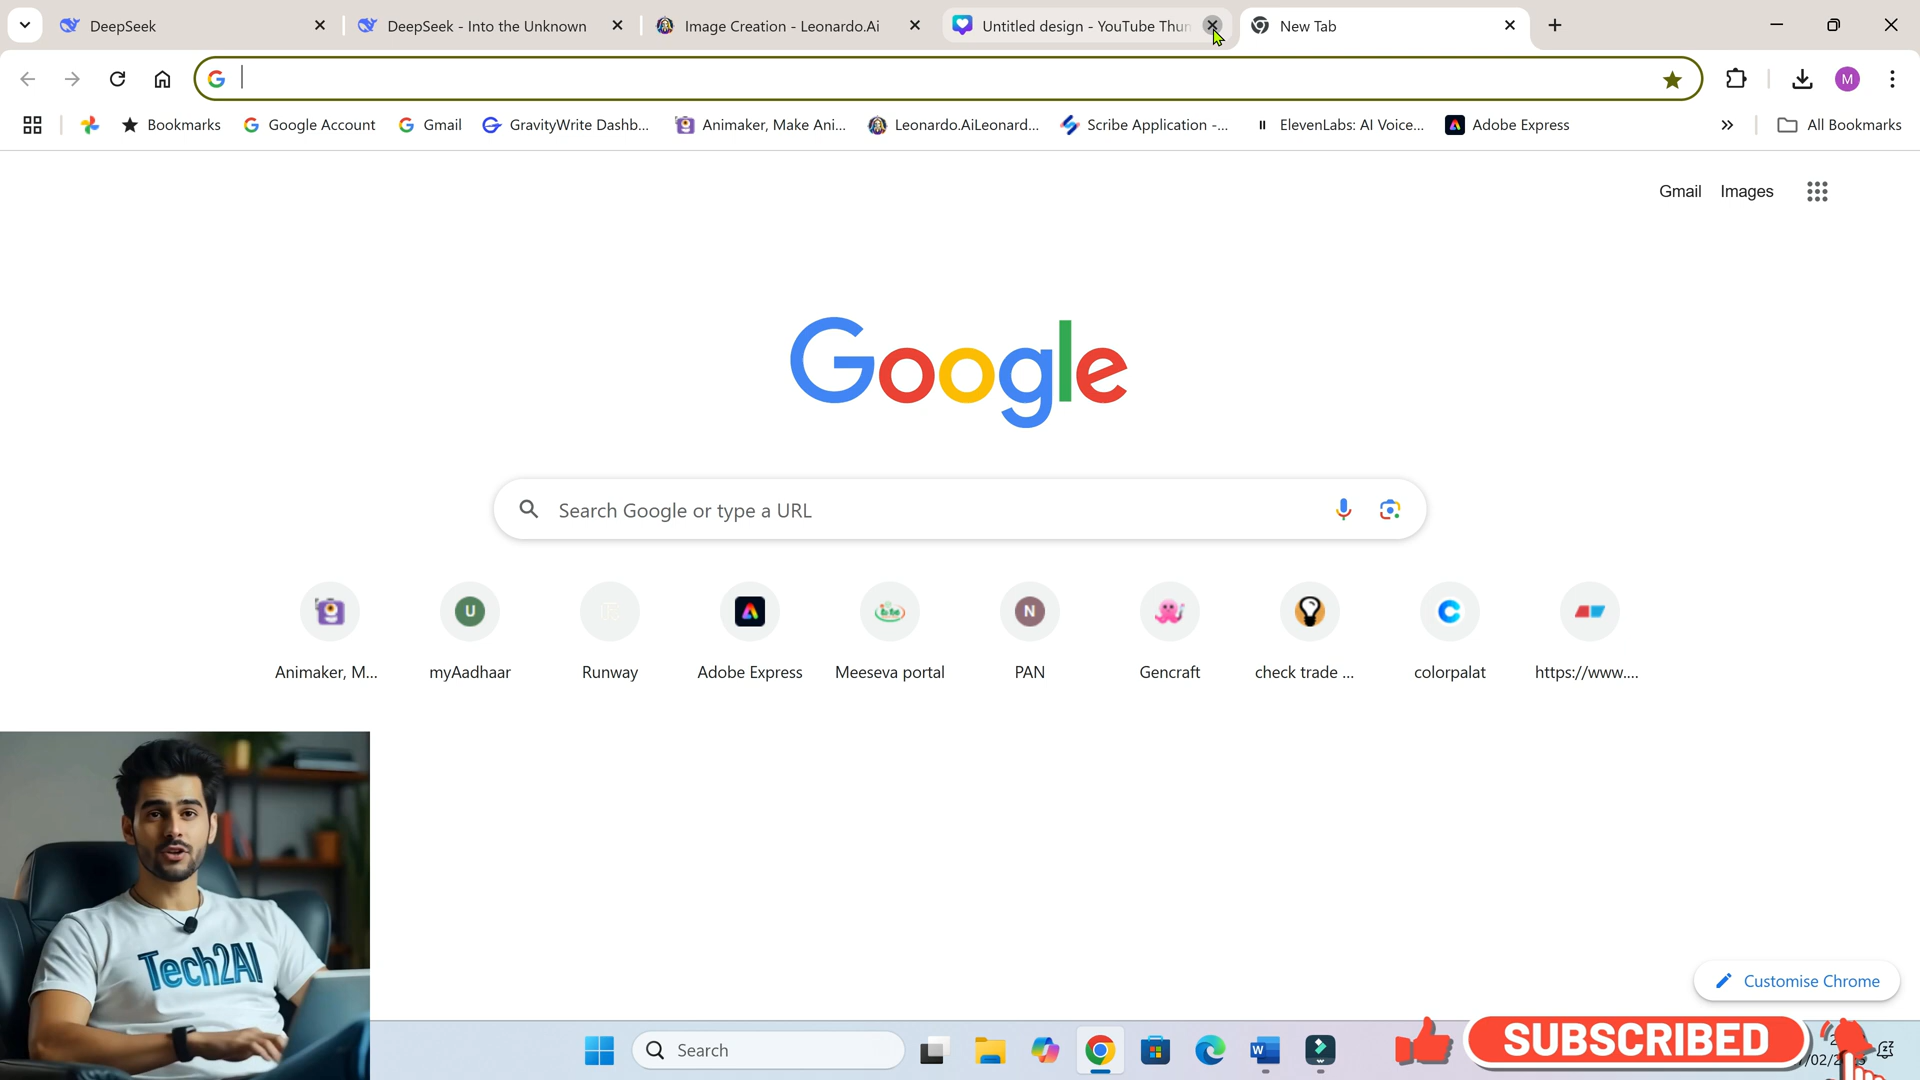 DeepSeek
DeepSeek - Into the Unknown
Image Creation - Leonardo.Ai
Untitled design - YouTube Thun
New Tab
Bookmarks
Google Account
Gmail
GravityWrite Dashb...
Animaker, Make Ani...
Leonardo.AiLeonard...
Scribe Application -...
ElevenLabs: AI Voice...
Adobe Express
All Bookmarks
M
Gmail
Images
Google
Search Google or type a URL
U
N
Animaker, M...
myAadhaar
Runway
Adobe Express
Meeseva portal
PAN
Gencraft
check trade ...
colorpalat
https://www....
Tech2AI
Customise Chrome
Search
SUBSCRIBED